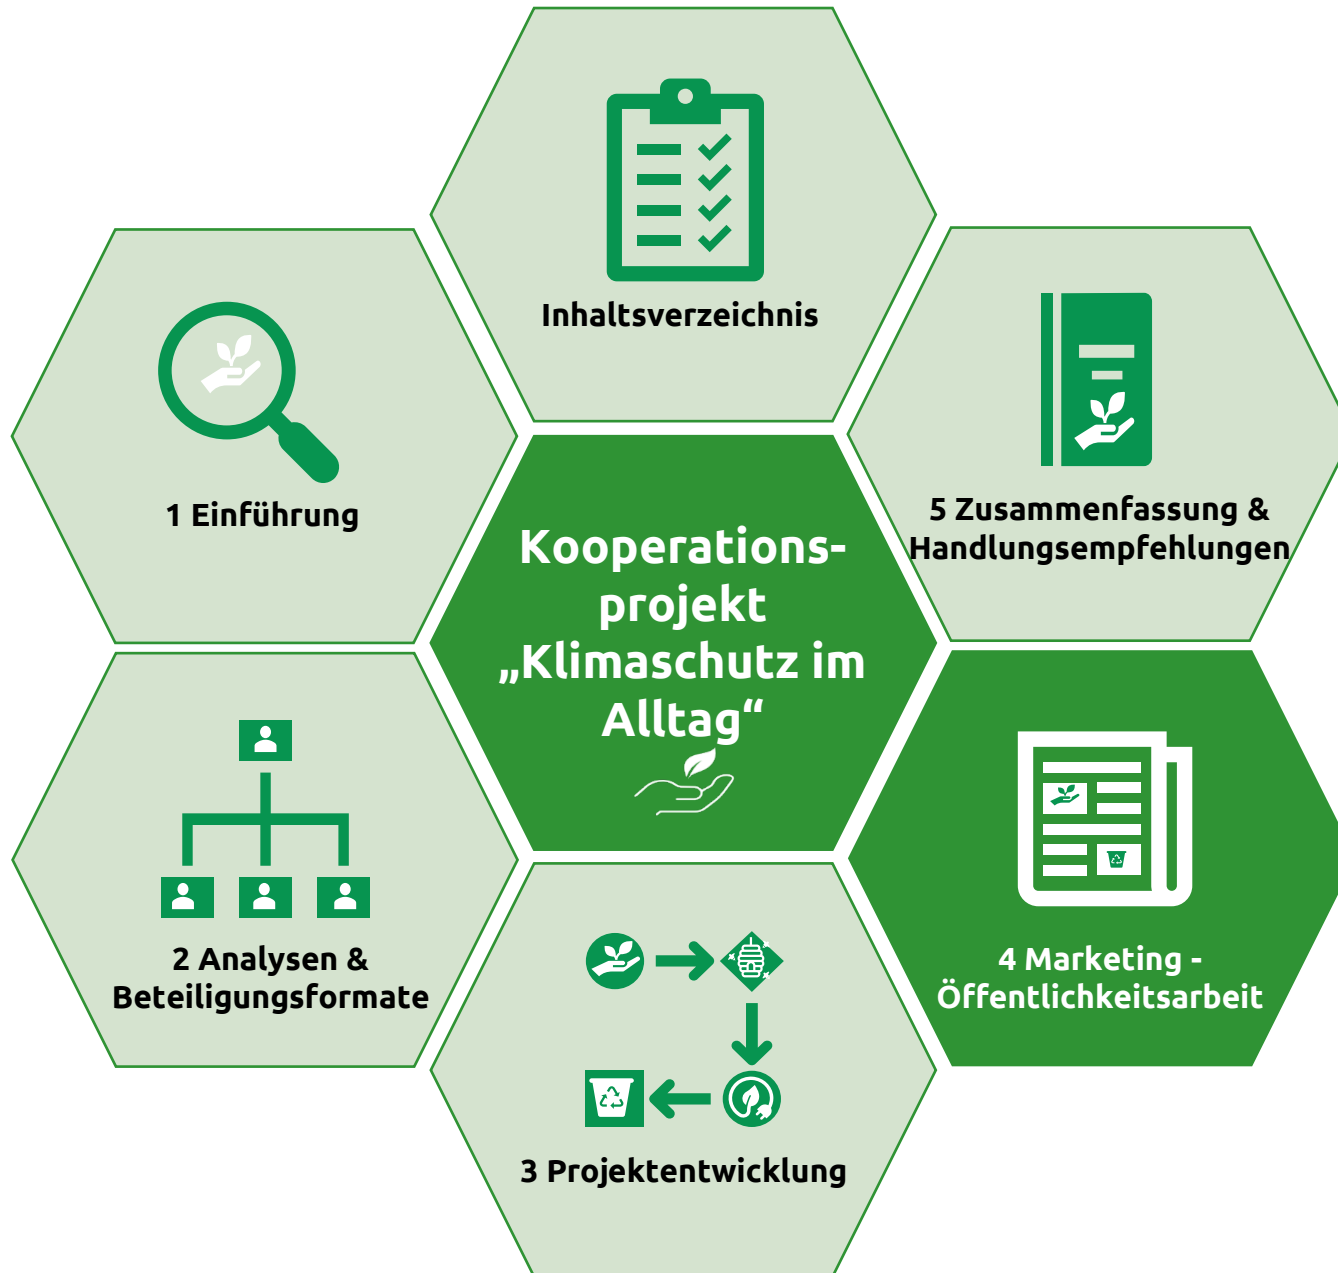 Inhaltsverzeichnis
1 Einführung
5 Zusammenfassung &
Handlungsempfehlungen
Kooperations-
projekt
„Klimaschutz im
Alltag“
2 Analysen &
Beteiligungsformate
4 Marketing -
Öffentlichkeitsarbeit
3 Projektentwicklung